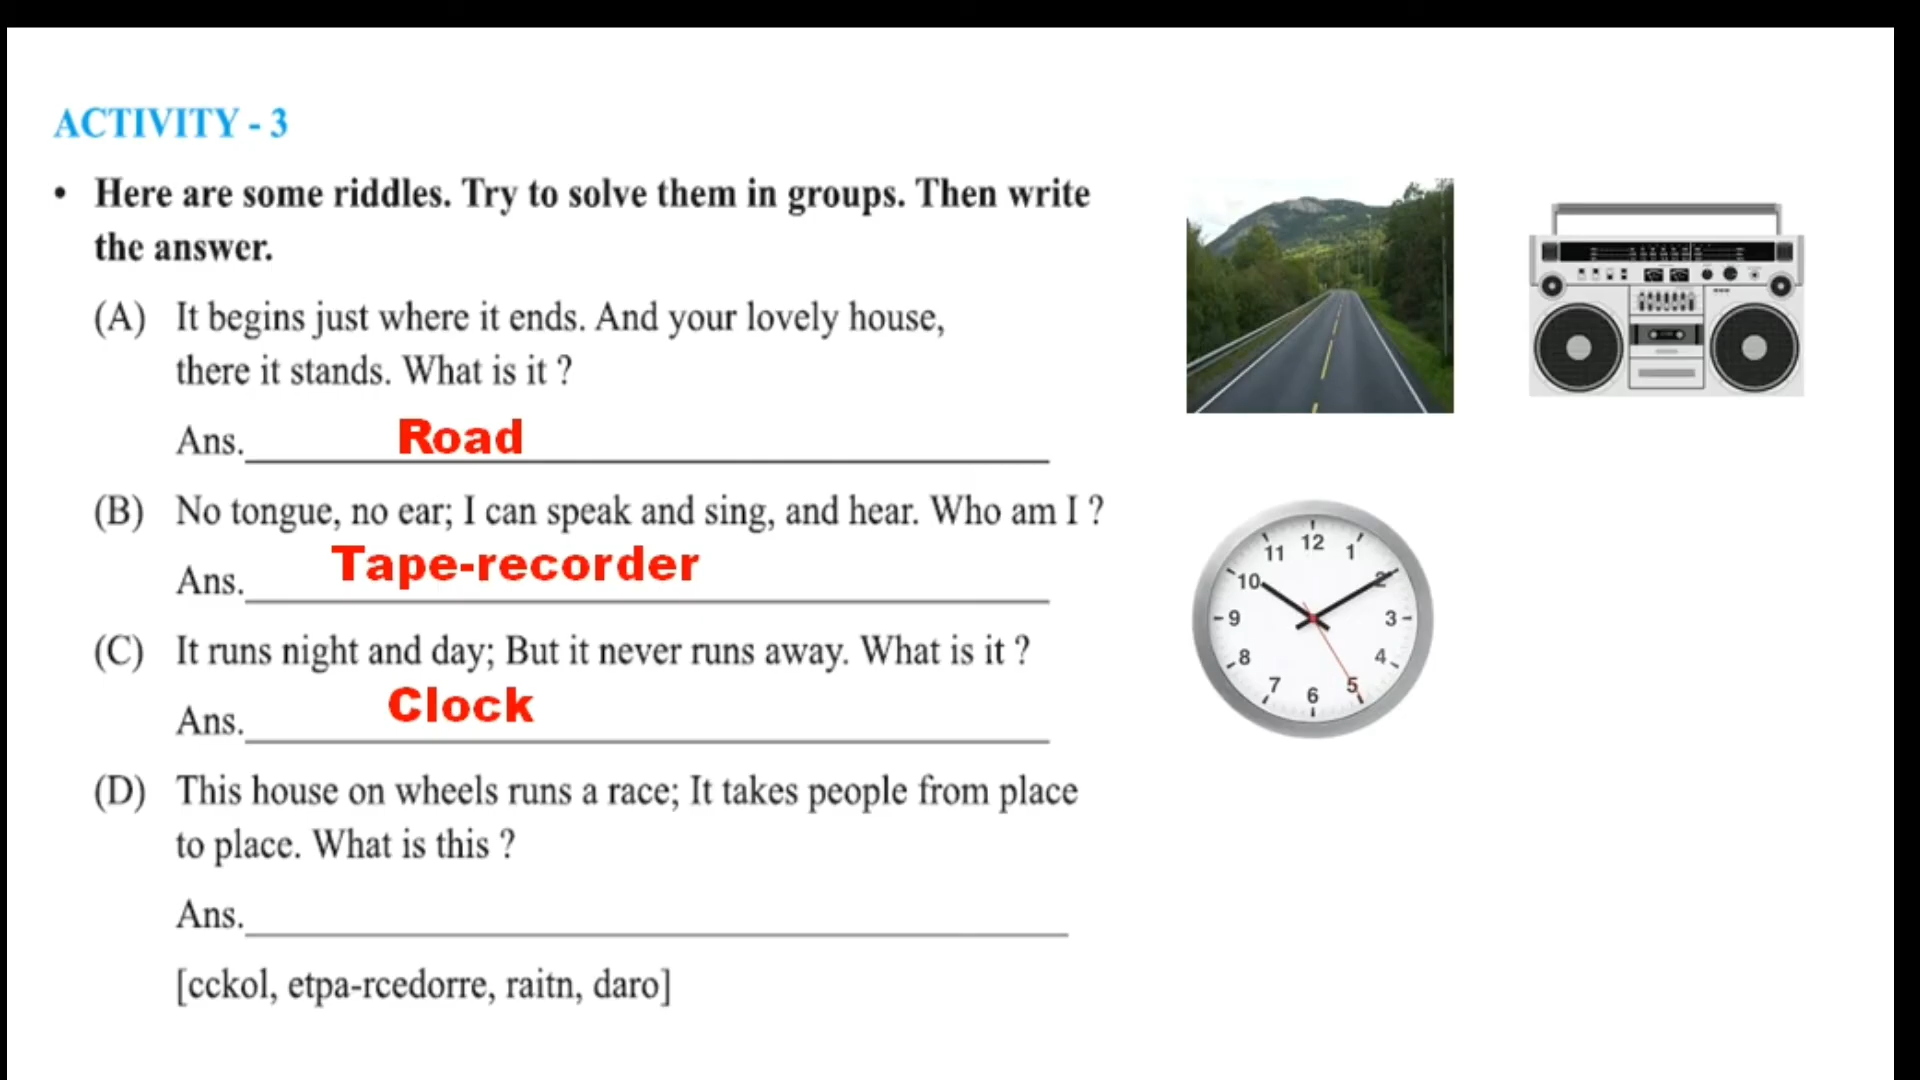 ACTIVITY - 3
• Here are some riddles. Try to solve them in groups. Then write
the answer.
(A) It begins just where it ends. And your lovely house,
there it stands. What is it ?
Ans. Road
(B) No tongue, no ear; I can speak and sing, and hear. Who am I ?
Ans. Tape-recorder
(C) It runs night and day; But it never runs away. What is it ?
Ans. Clock
(D) This house on wheels runs a race; It takes people from place
to place. What is this ?
Ans.
[cckol, etpa-rcedorre, raitn, daro]
12
1
2
3
4
5
6
7
8
9
10
11